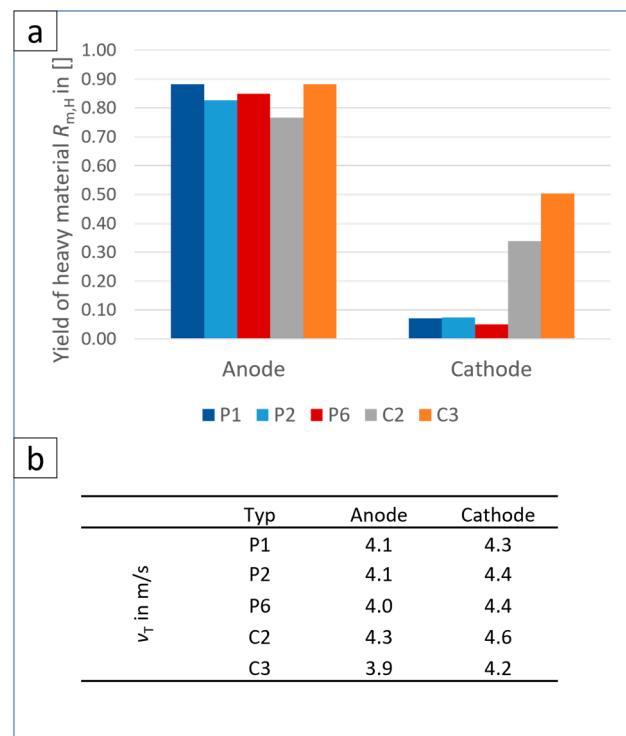 a
Yield of heavy material R_m,H in []
1.00
0.90
0.80
0.70
0.60
0.50
0.40
0.30
0.20
0.10
0.00
Anode Cathode
P1 P2 P6 C2 C3
b
Typ Anode Cathode
v_T in m/s
P1 4.1 4.3
P2 4.1 4.4
P6 4.0 4.4
C2 4.3 4.6
C3 3.9 4.2